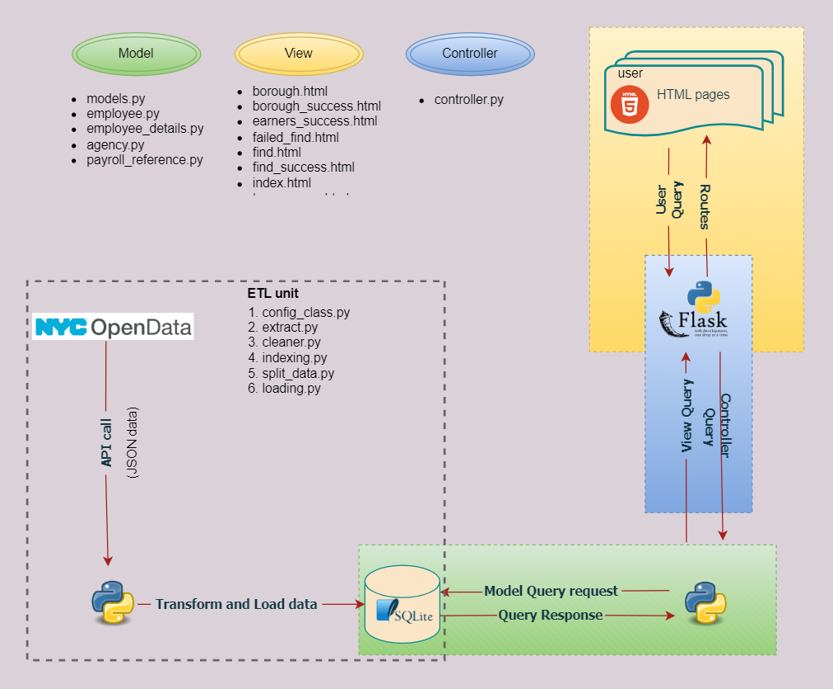 Model
models.py
employee.py
employee_details.py
agency.py
payroll_reference.py
View
borough.html
borough_success.html
earners_success.html
failed_find.html
find.html
find_success.html
index.html
Controller
controller.py
user
HTML
5
HTML pages
User
Query
Routes
Flask
ETL unit
1. config_class.py
2. extract.py
3. cleaner.py
4. indexing.py
5. split_data.py
6. loading.py
NYC OpenData
API call
(JSON data)
View Query
Controller
Query
Transform and Load data
SQLite
Model Query request
Query Response